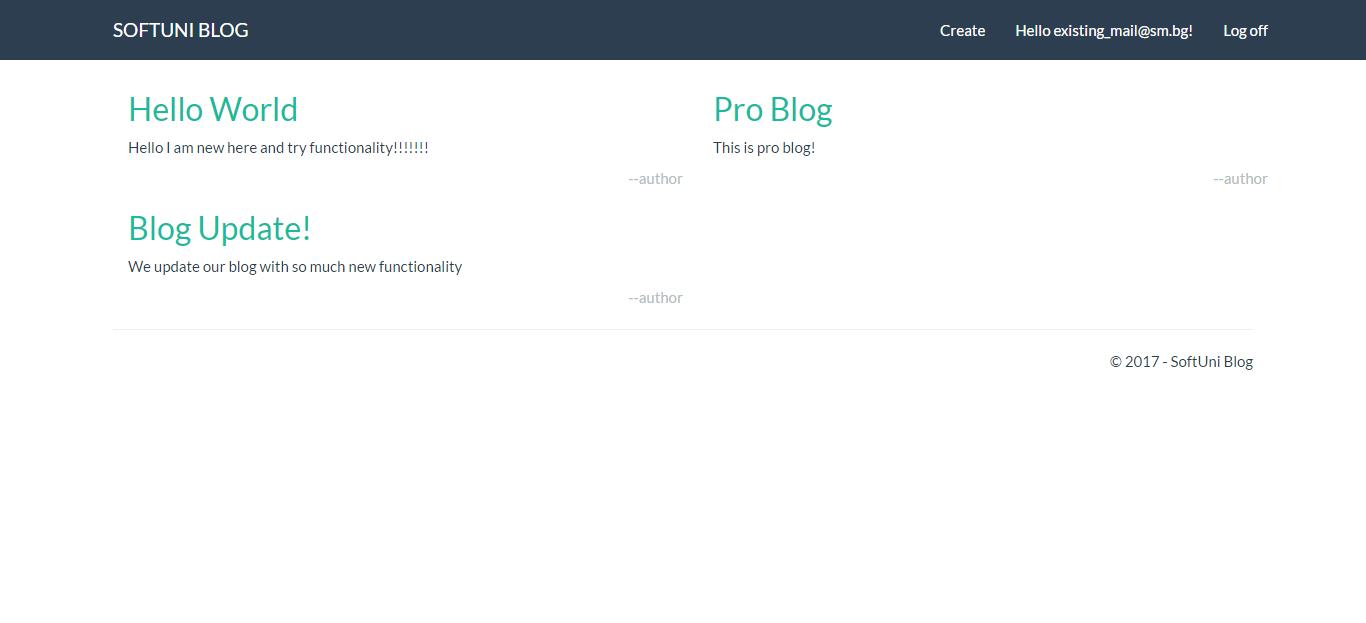 SOFTUNI BLOG
Create
Hello existing_mail@sm.bg!
Log off
Hello World
Hello I am new here and try functionality!!!!!!!
--author
Pro Blog
This is pro blog!
--author
Blog Update!
We update our blog with so much new functionality
--author
© 2017 - SoftUni Blog